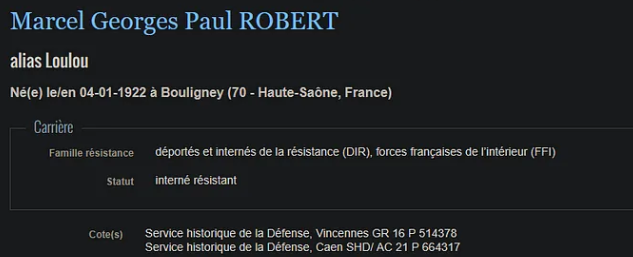 Marcel Georges Paul ROBERT
alias Loulou
Né(e) le/en 04-01-1922 à Bouligney (70 - Haute-Saône, France)
Carrière
Famille résistance déportés et internés de la résistance (DIR), forces françaises de l'intérieur (FFI)
Statut interné résistant
Cote(s) Service historique de la Défense, Vincennes GR 16 P 514378
Service historique de la Défense, Caen SHD/ AC 21 P 664317